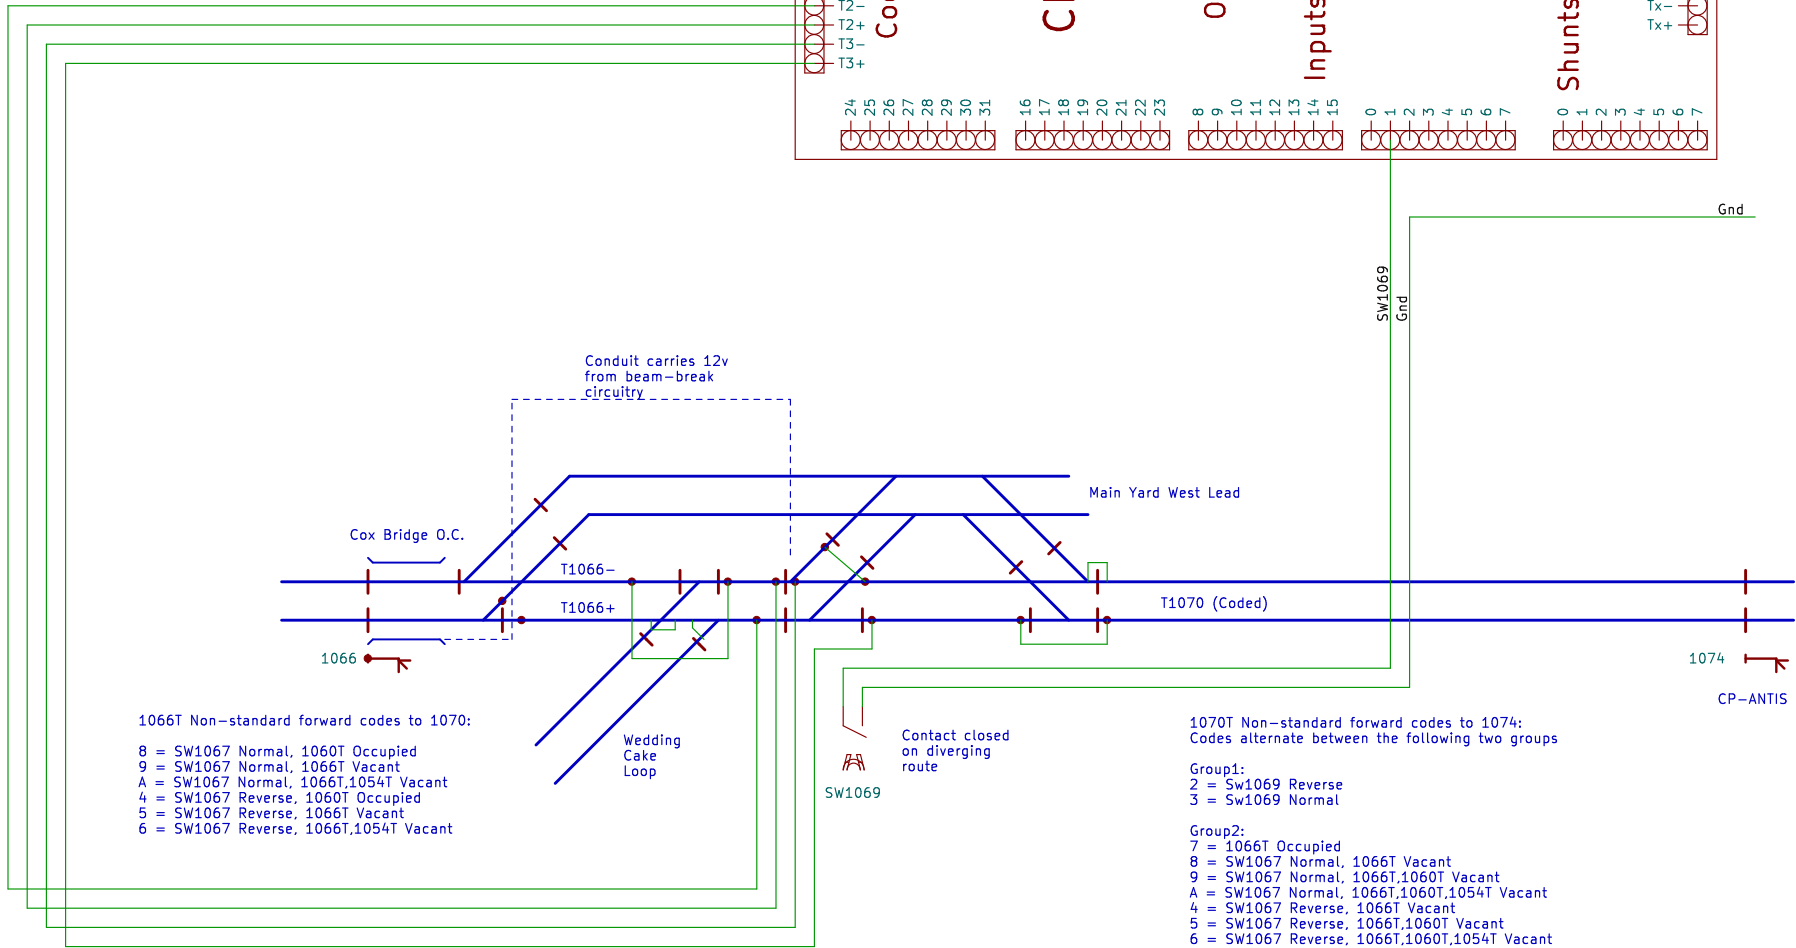 T2-
T2+
T3-
T3+
Inputs
Shunts
Tx-
Tx+
24 25 26 27 28 29 30 31
16 17 18 19 20 21 22 23
8 9 10 11 12 13 14 15
0 1 2 3 4 5 6 7
0 1 2 3 4 5 6 7
Gnd
SW1069
Gnd
Conduit carries 12v
from beam-break
circuitry
Main Yard West Lead
Cox Bridge O.C.
T1066-
T1066+
T1070 (Coded)
1066
1074
CP-ANTIS
1066T Non-standard forward codes to 1070:
8 = SW1067 Normal, 1060T Occupied
9 = SW1067 Normal, 1066T Vacant
A = SW1067 Normal, 1066T,1054T Vacant
4 = SW1067 Reverse, 1060T Occupied
5 = SW1067 Reverse, 1066T Vacant
6 = SW1067 Reverse, 1066T,1054T Vacant
Wedding
Cake
Loop
Contact closed
on diverging
route
SW1069
1070T Non-standard forward codes to 1074:
Codes alternate between the following two groups
Group1:
2 = Sw1069 Reverse
3 = Sw1069 Normal
Group2:
7 = 1066T Occupied
8 = SW1067 Normal, 1066T Vacant
9 = SW1067 Normal, 1066T,1060T Vacant
A = SW1067 Normal, 1066T,1060T,1054T Vacant
4 = SW1067 Reverse, 1066T Vacant
5 = SW1067 Reverse, 1066T,1060T Vacant
6 = SW1067 Reverse, 1066T,1060T,1054T Vacant